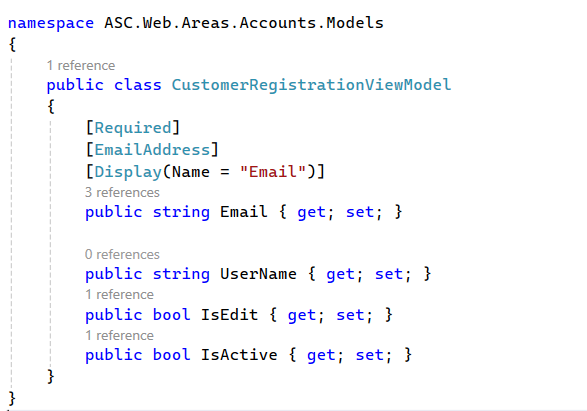 namespace ASC.Web.Areas.Accounts.Models
{
1 reference
public class CustomerRegistrationViewModel
{
[Required]
[EmailAddress]
[Display(Name = "Email")]
3 references
public string Email { get; set; }
0 references
public string UserName { get; set; }
1 reference
public bool IsEdit { get; set; }
1 reference
public bool IsActive { get; set; }
}
}